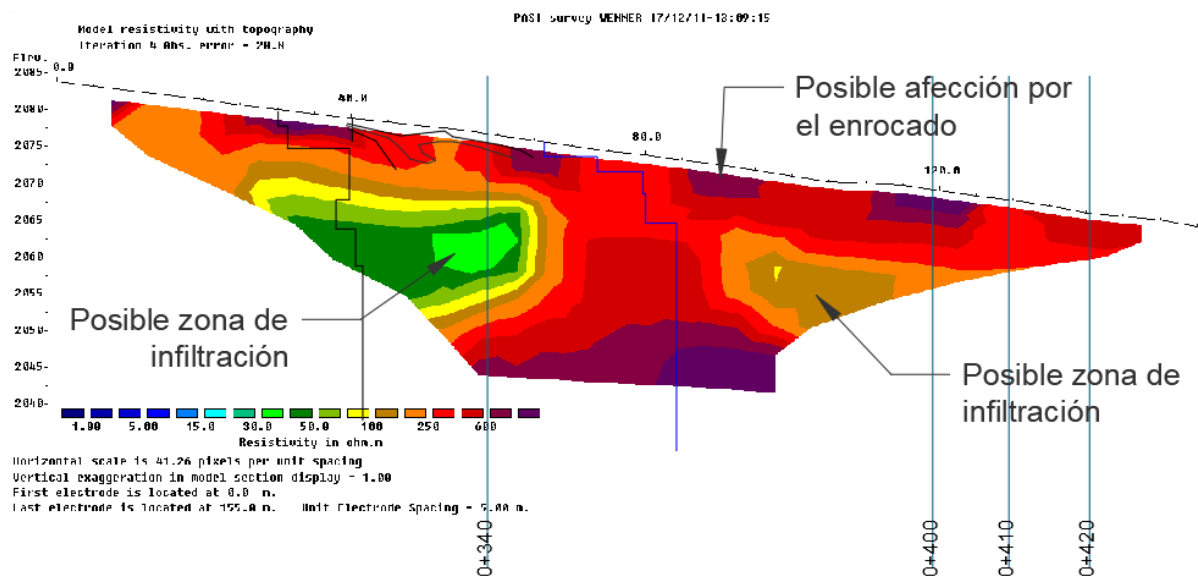 PASI survey WENNER 17/12/11-13:09:15
Model resistivity with topography
Iteration 4 Abs. error = 20.8
Elev.
0.0
2085
2080
2075
2070
2065
2060
2055
2050
2045
2040
40.0
80.0
120.0
Posible afección por
el enrocado
Posible zona de
infiltración
Posible zona de
infiltración
1.00 5.00 15.0 30.0 50.0 100 250 600
Resistivity in ohm.m
Horizontal scale is 41.26 pixels per unit spacing
Vertical exaggeration in model section display = 1.00
First electrode is located at 0.0 m.
Last electrode is located at 155.0 m. Unit Electrode Spacing = 5.00 m.
0+340
0+400
0+410
0+420